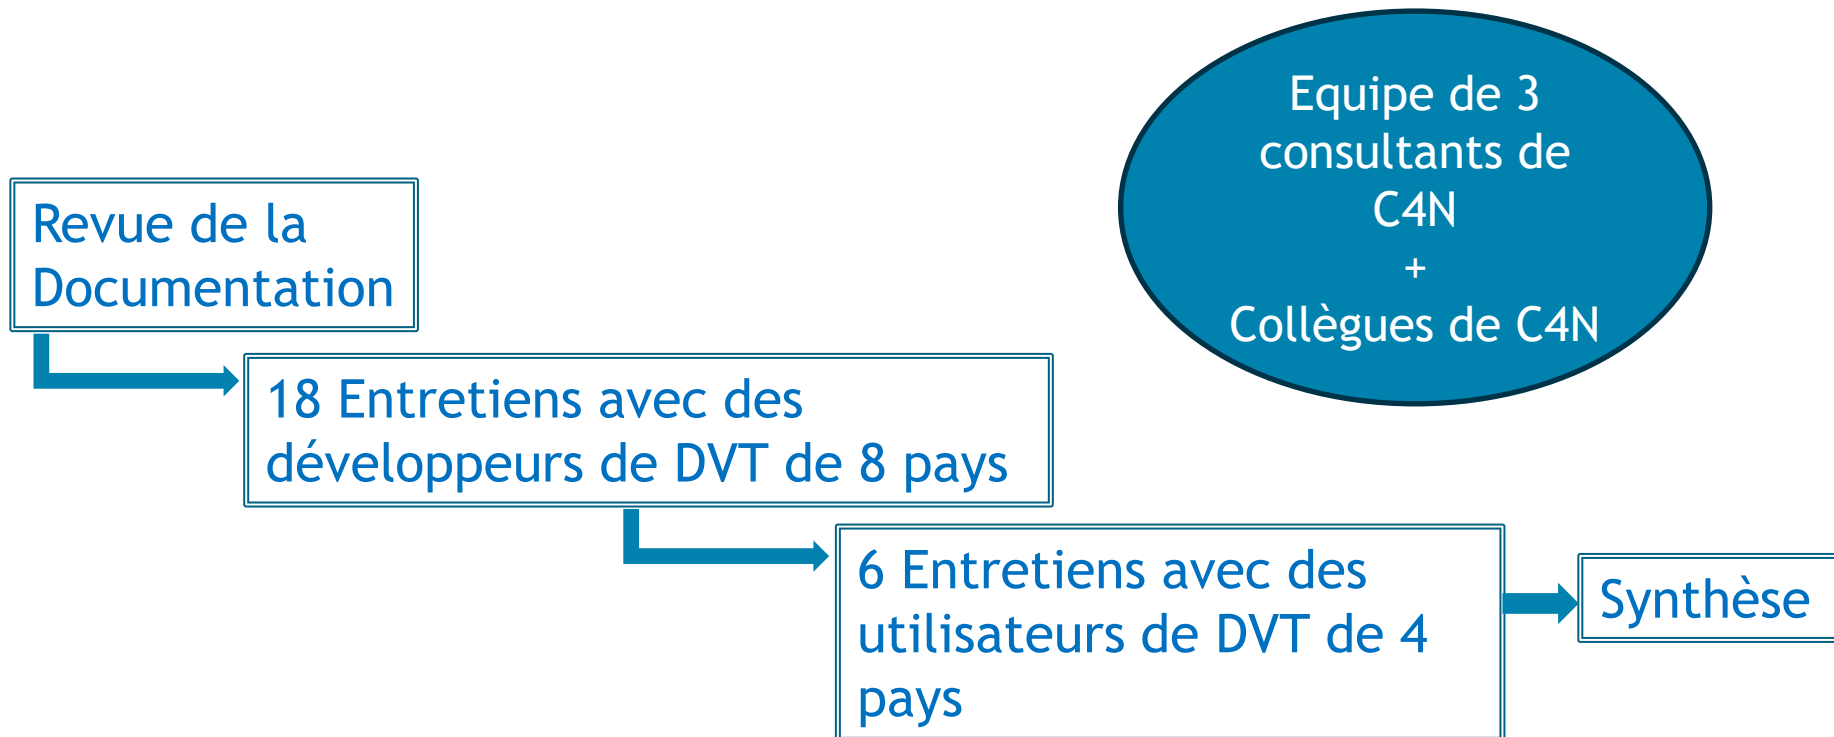 Equipe de 3
consultants de
C4N
+
Collègues de C4N
Revue de la
Documentation
18 Entretiens avec des
développeurs de DVT de 8 pays
6 Entretiens avec des
utilisateurs de DVT de 4
pays
Synthèse